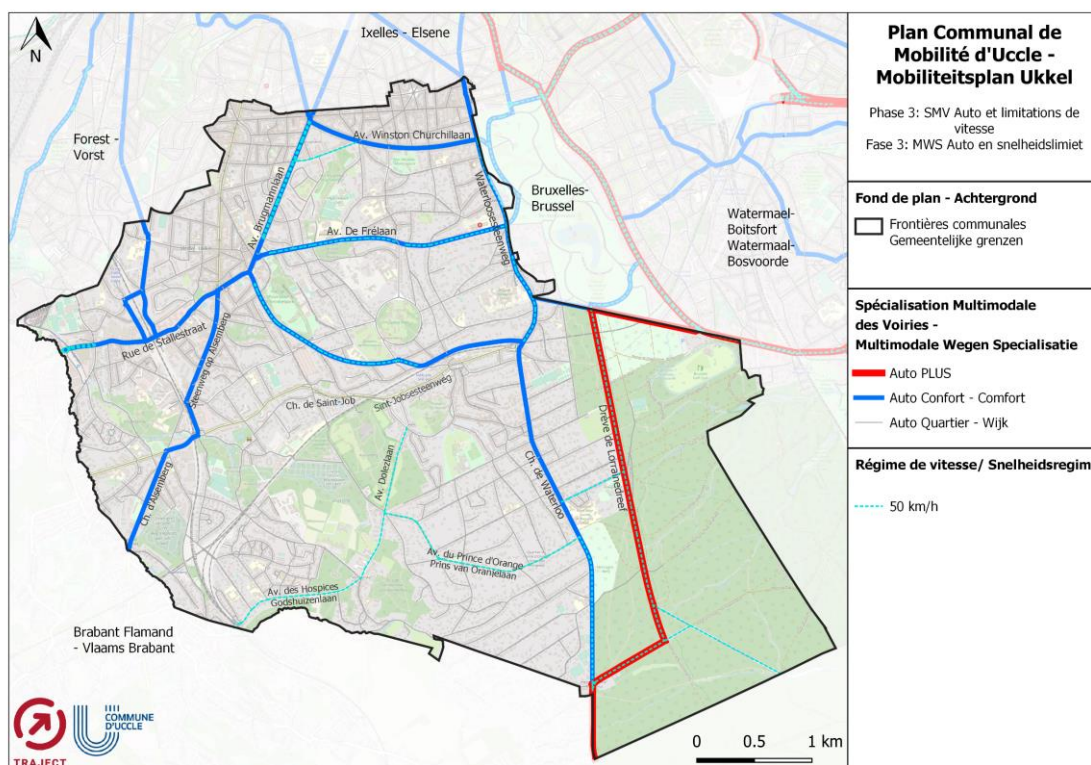 N
Ixelles - Elsene
Forest -
Vorst
Av. Winston Churchillaan
Av. Brugmannlaan
Waterloosesteenweg
Bruxelles-
Brussel
Av. De Frélaan
Watermael-
Boitsfort
Watermaal-
Bosvoorde
Rue de Stallestraat
Steenweg op Alsemberg
Ch. de Saint-Job
Sint-Jobsesteenweg
Drève de Lorrainedreef
Ch. d'Alsemberg
Av. Dolezlaan
Ch. de Waterloo
Av. du Prince d'Orange
Prins van Oranjelaan
Av. des Hospices
Godshuizenlaan
Brabant Flamand
- Vlaams Brabant
TRAJECT
COMMUNE
D'UCCLE
0 0.5 1 km
Plan Communal de
Mobilité d'Uccle -
Mobiliteitsplan Ukkel
Phase 3: SMV Auto et limitations de
vitesse
Fase 3: MWS Auto en snelheidslimiet
Fond de plan - Achtergrond
Frontières communales
Gemeentelijke grenzen
Spécialisation Multimodale
des Voiries -
Multimodale Wegen Specialisatie
Auto PLUS
Auto Confort - Comfort
Auto Quartier - Wijk
Régime de vitesse/ Snelheidsregim
50 km/h